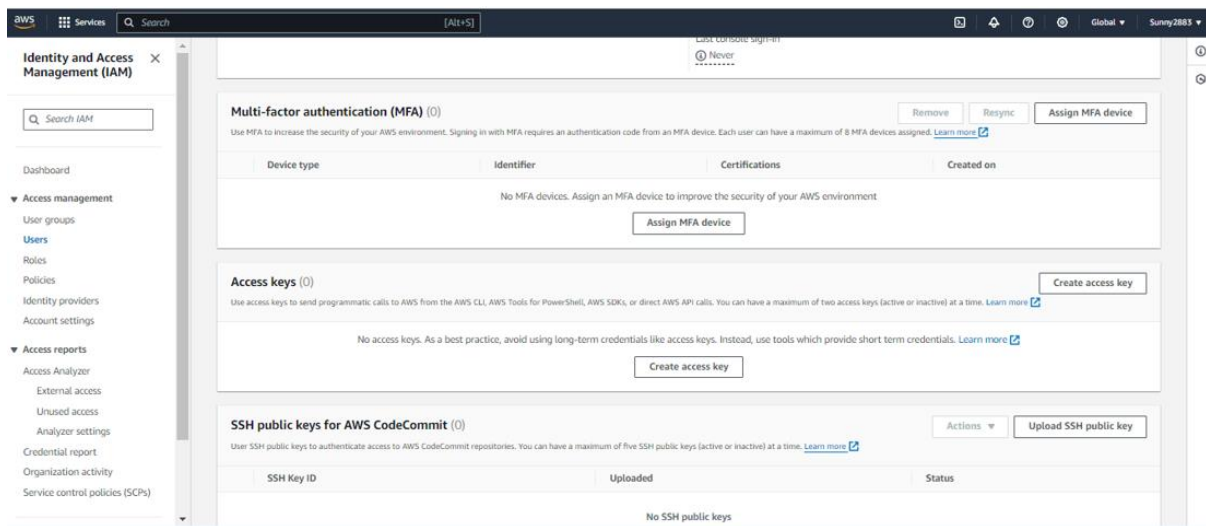 aws Services Search [Alt+S] Global Sunny2883
Identity and Access Management (IAM)
Search IAM
Dashboard
Access management
User groups
Users
Roles
Policies
Identity providers
Account settings
Access reports
Access Analyzer
External access
Unused access
Analyzer settings
Credential report
Organization activity
Service control policies (SCPs)
Last console sign-in
Never
Multi-factor authentication (MFA) (0) Remove Resync Assign MFA device
Use MFA to increase the security of your AWS environment. Signing in with MFA requires an authentication code from an MFA device. Each user can have a maximum of 8 MFA devices assigned. Learn more
Device type Identifier Certifications Created on
No MFA devices. Assign an MFA device to improve the security of your AWS environment
Assign MFA device
Access keys (0) Create access key
Use access keys to send programmatic calls to AWS from the AWS CLI, AWS Tools for PowerShell, AWS SDKs, or direct AWS API calls. You can have a maximum of two access keys (active or inactive) at a time. Learn more
No access keys. As a best practice, avoid using long-term credentials like access keys. Instead, use tools which provide short term credentials. Learn more
Create access key
SSH public keys for AWS CodeCommit (0) Actions Upload SSH public key
User SSH public keys to authenticate access to AWS CodeCommit repositories. You can have a maximum of five SSH public keys (active or inactive) at a time. Learn more
SSH Key ID Uploaded Status
No SSH public keys